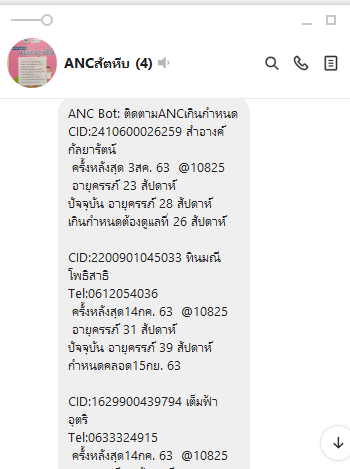 ANCสัตหีบ (4)
ANC Bot: ติดตามANCเกินกำหนด
CID:2410600026259 สำอางค์
กัลยารัตน์
ครั้งหลังสุด 3สค. 63 @10825
อายุครรภ์ 23 สัปดาห์
ปัจจุบัน อายุครรภ์ 28 สัปดาห์
เกินกำหนดต้องดูแลที่ 26 สัปดาห์
CID:2200901045033 ทินมณี
โพธิสาธิ
Tel:0612054036
ครั้งหลังสุด14กค. 63 @10825
อายุครรภ์ 31 สัปดาห์
ปัจจุบัน อายุครรภ์ 39 สัปดาห์
กำหนดคลอด15กย. 63
CID:1629900439794 เต็มฟ้า
อุตริ
Tel:0633324915
ครั้งหลังสุด14กค. 63 @10825